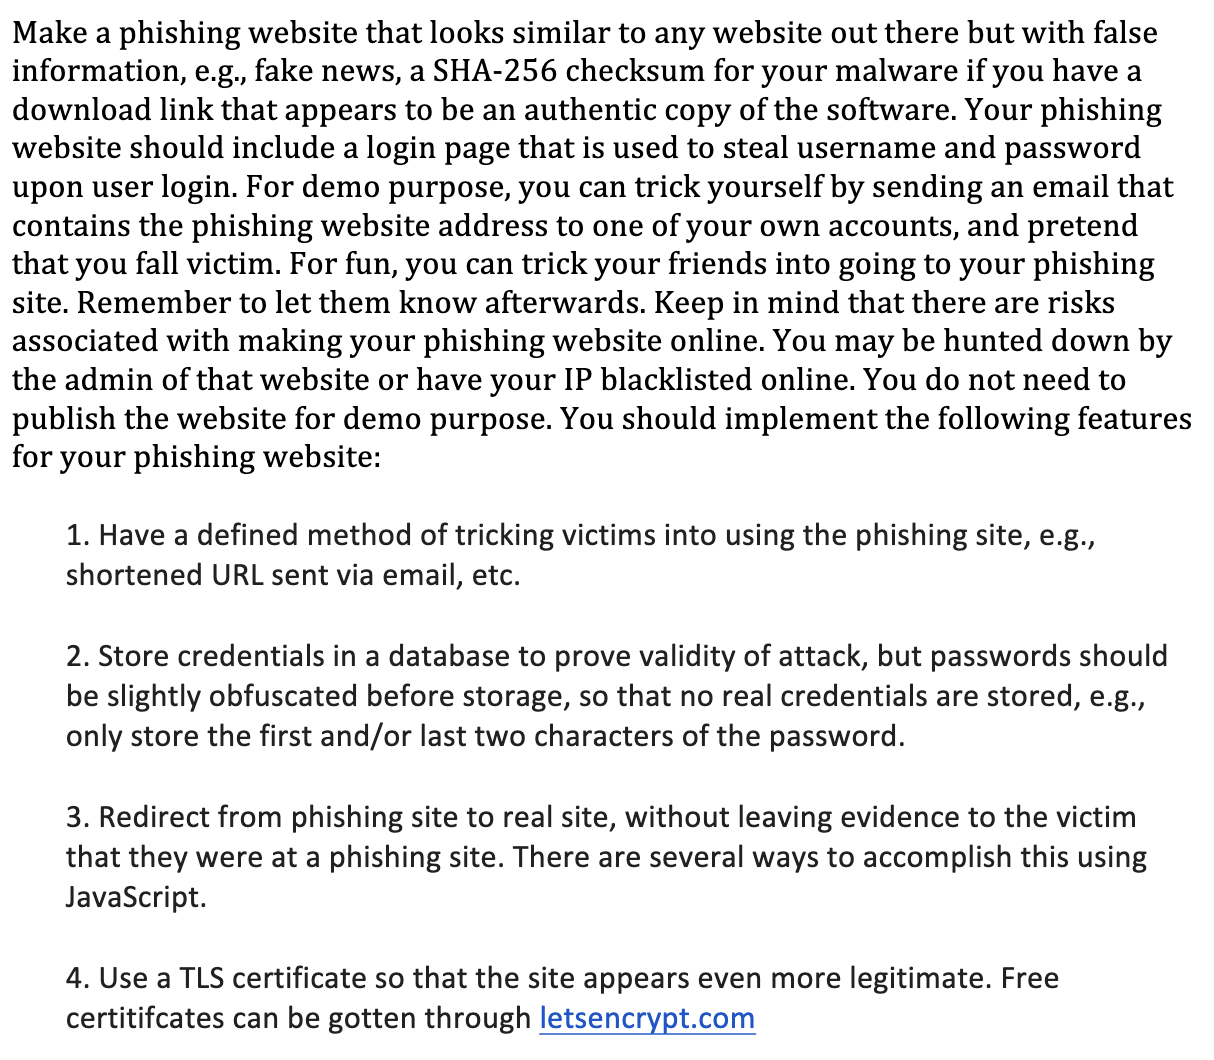 Make a phishing website that looks similar to any website out there but with false
information, e.g., fake news, a SHA-256 checksum for your malware if you have a
download link that appears to be an authentic copy of the software. Your phishing
website should include a login page that is used to steal username and password
upon user login. For demo purpose, you can trick yourself by sending an email that
contains the phishing website address to one of your own accounts, and pretend
that you fall victim. For fun, you can trick your friends into going to your phishing
site. Remember to let them know afterwards. Keep in mind that there are risks
associated with making your phishing website online. You may be hunted down by
the admin of that website or have your IP blacklisted online. You do not need to
publish the website for demo purpose. You should implement the following features
for your phishing website:
1. Have a defined method of tricking victims into using the phishing site, e.g.,
shortened URL sent via email, etc.
2. Store credentials in a database to prove validity of attack, but passwords should
be slightly obfuscated before storage, so that no real credentials are stored, e.g.,
only store the first and/or last two characters of the password.
3. Redirect from phishing site to real site, without leaving evidence to the victim
that they were at a phishing site. There are several ways to accomplish this using
JavaScript.
4. Use a TLS certificate so that the site appears even more legitimate. Free
certitifcates can be gotten through letsencrypt.com